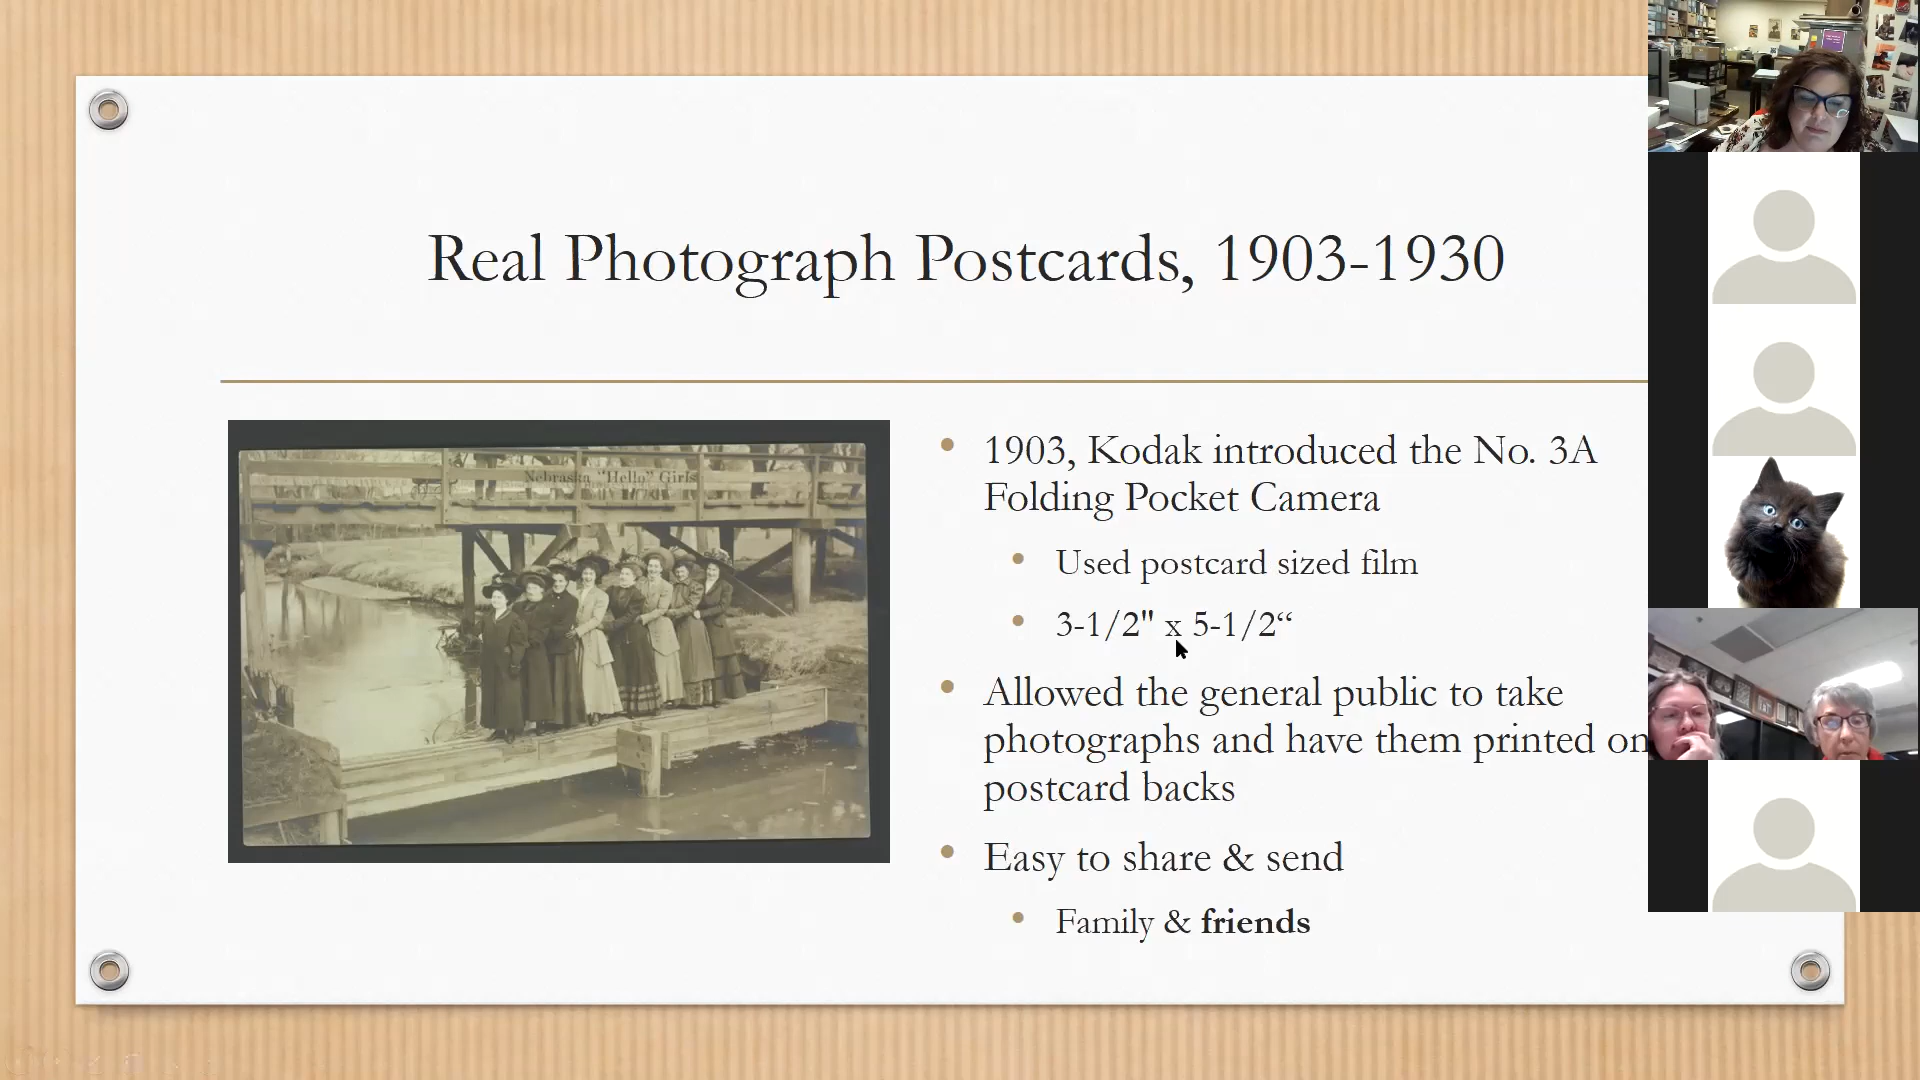 Real Photograph Postcards, 1903-1930
Nebraska "Hello" Girls
1903, Kodak introduced the No. 3A
Folding Pocket Camera
Used postcard sized film
3-1/2" x 5-1/2“
Allowed the general public to take
photographs and have them printed on
postcard backs
Easy to share & send
Family & friends